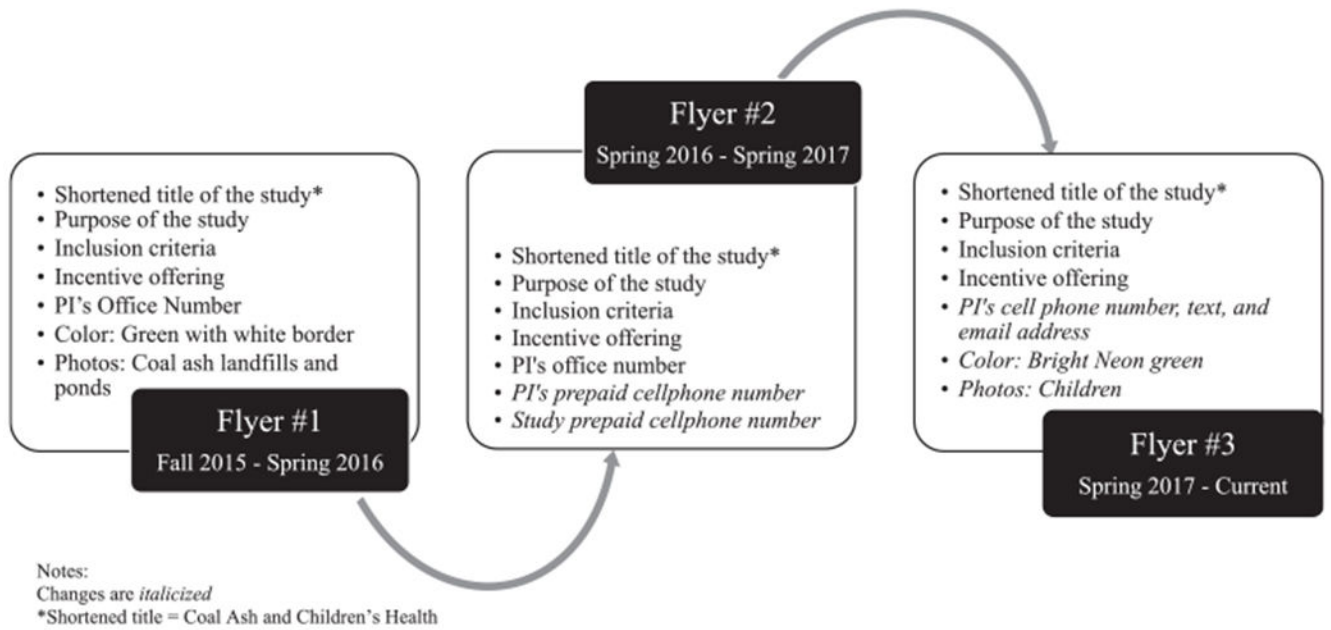 • Shortened title of the study*
• Purpose of the study
• Inclusion criteria
• Incentive offering
• PI’s Office Number
• Color: Green with white border
• Photos: Coal ash landfills and
ponds
Flyer #1
Fall 2015 - Spring 2016
Flyer #2
Spring 2016 - Spring 2017
• Shortened title of the study*
• Purpose of the study
• Inclusion criteria
• Incentive offering
• PI's office number
• PI's prepaid cellphone number
• Study prepaid cellphone number
• Shortened title of the study*
• Purpose of the study
• Inclusion criteria
• Incentive offering
• PI's cell phone number, text, and
email address
• Color: Bright Neon green
• Photos: Children
Flyer #3
Spring 2017 - Current
Notes:
Changes are italicized
*Shortened title = Coal Ash and Children’s Health